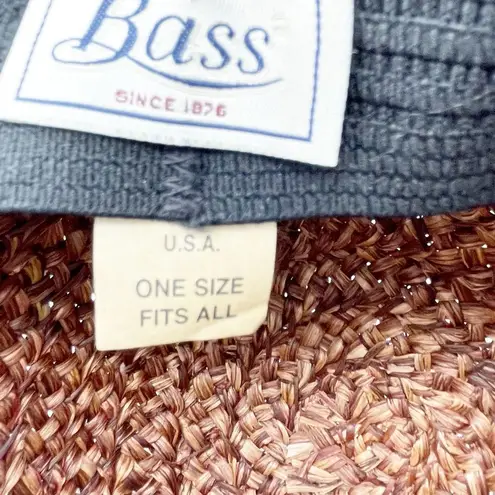 Bass
SINCE 1876
U.S.A.
ONE SIZE
FITS ALL